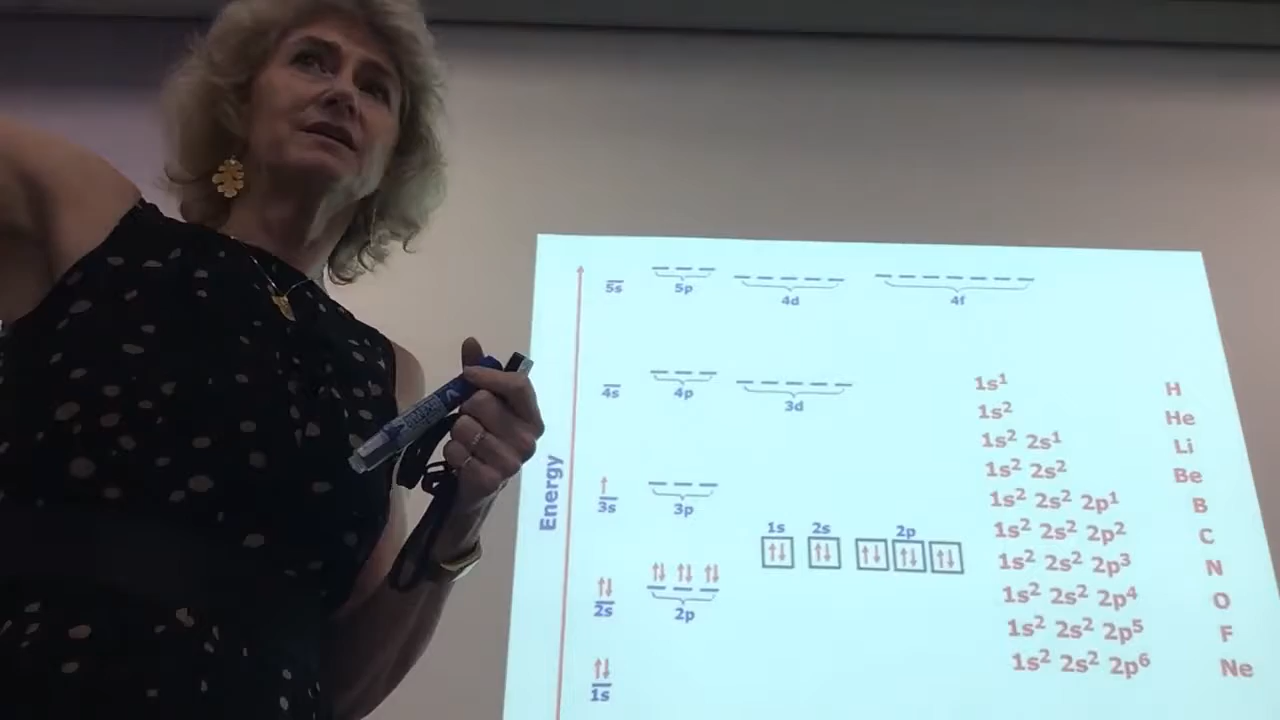 5s 5p 4d 4f
4s 4p 3d
Energy
3s 3p
2s 2p
1s
1s 2s 2p
1s¹ H
1s² He
1s² 2s¹ Li
1s² 2s² Be
1s² 2s² 2p¹ B
1s² 2s² 2p² C
1s² 2s² 2p³ N
1s² 2s² 2p⁴ O
1s² 2s² 2p⁵ F
1s² 2s² 2p⁶ Ne